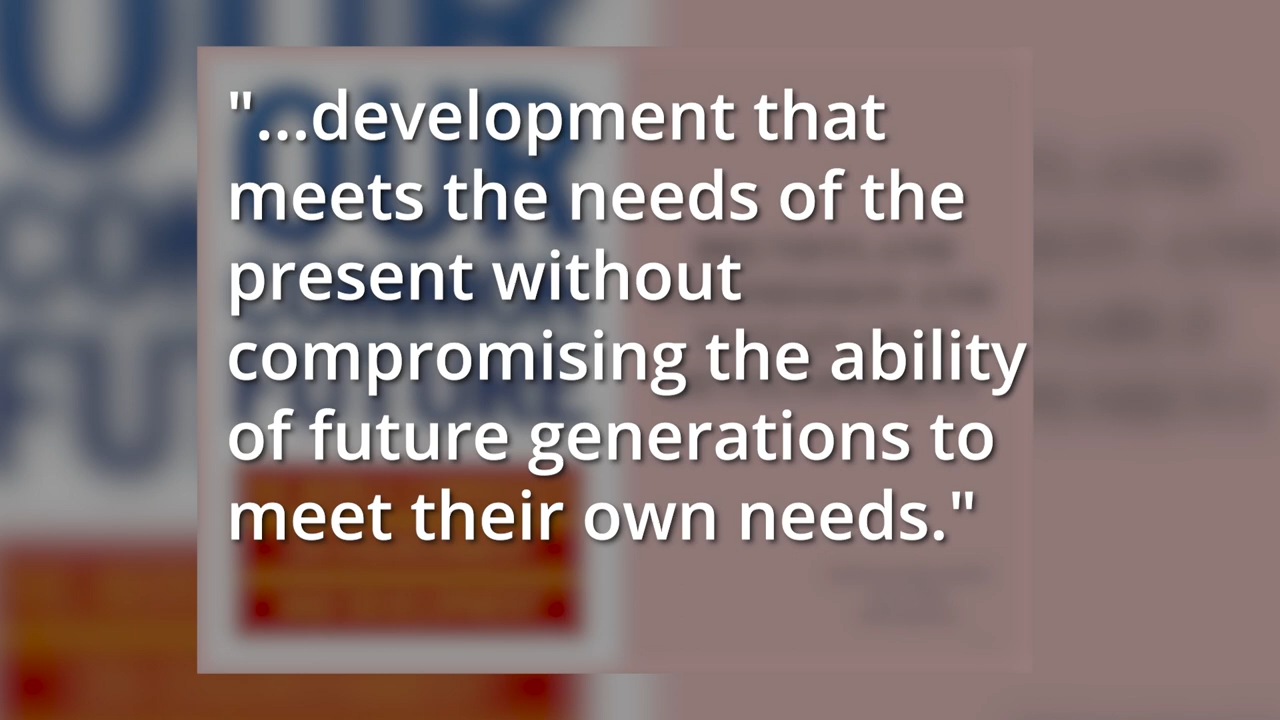 "...development that
meets the needs of the
present without
compromising the ability
of future generations to
meet their own needs."